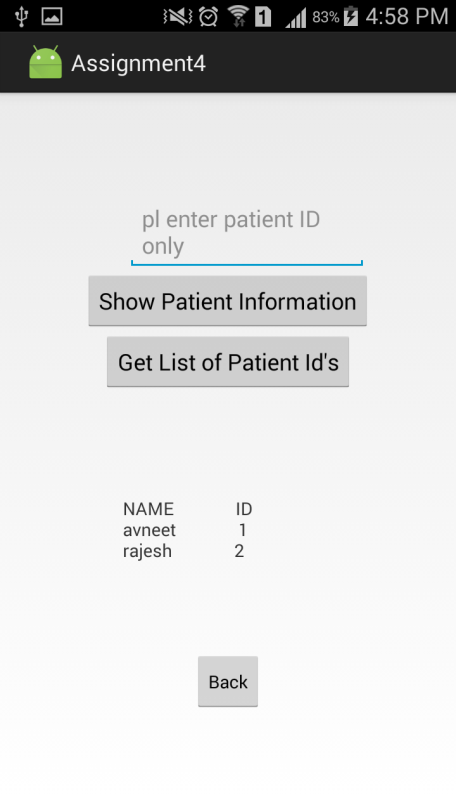 1 83% 4:58 PM
Assignment4
pl enter patient ID
only
Show Patient Information
Get List of Patient Id's
NAME ID
avneet 1
rajesh 2
Back